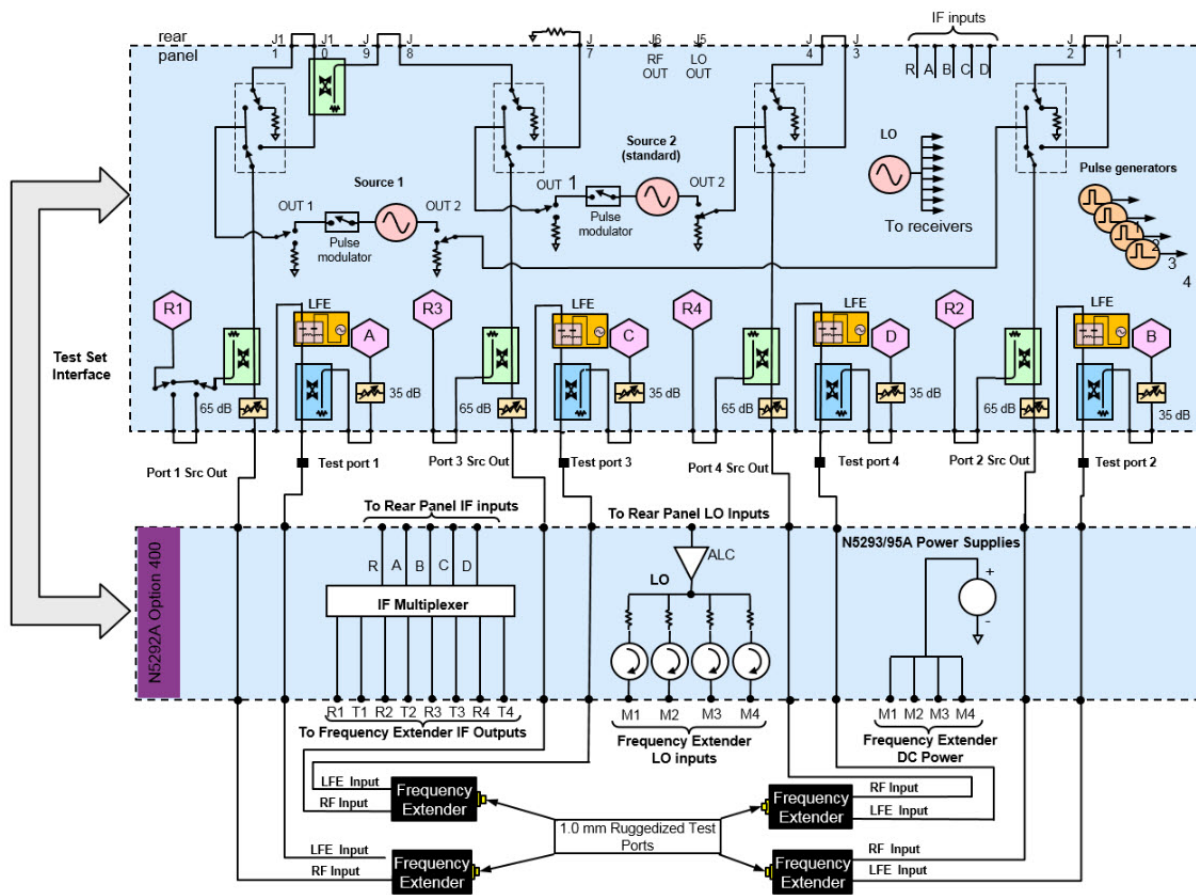 rear
panel
J1
1
J1
0
J
9
J
8
J
7
J6
RF
OUT
J5
LO
OUT
J
4
J
3
IF inputs
R
A
B
C
D
J
2
J
1
Source 1
OUT 1
Pulse
modulator
OUT 2
Source 2
(standard)
OUT 1
Pulse
modulator
OUT 2
LO
To receivers
Pulse generators
1
2
3
4
Test Set
Interface
R1
LFE
A
R3
LFE
C
R4
LFE
D
R2
LFE
B
65 dB
35 dB
65 dB
35 dB
65 dB
35 dB
65 dB
35 dB
Port 1 Src Out
Test port 1
Port 3 Src Out
Test port 3
Port 4 Src Out
Test port 4
Port 2 Src Out
Test port 2
N5292A Option 400
To Rear Panel IF inputs
R
A
B
C
D
IF Multiplexer
R1 T1 R2 T2 R3 T3 R4 T4
To Frequency Extender IF Outputs
To Rear Panel LO Inputs
ALC
LO
M1 M2 M3 M4
Frequency Extender
LO inputs
N5293/95A Power Supplies
+
-
M1 M2 M3 M4
Frequency Extender
DC Power
LFE Input
RF Input
Frequency
Extender
Frequency
Extender
RF Input
LFE Input
1.0 mm Ruggedized Test
Ports
LFE Input
RF Input
Frequency
Extender
Frequency
Extender
RF Input
LFE Input